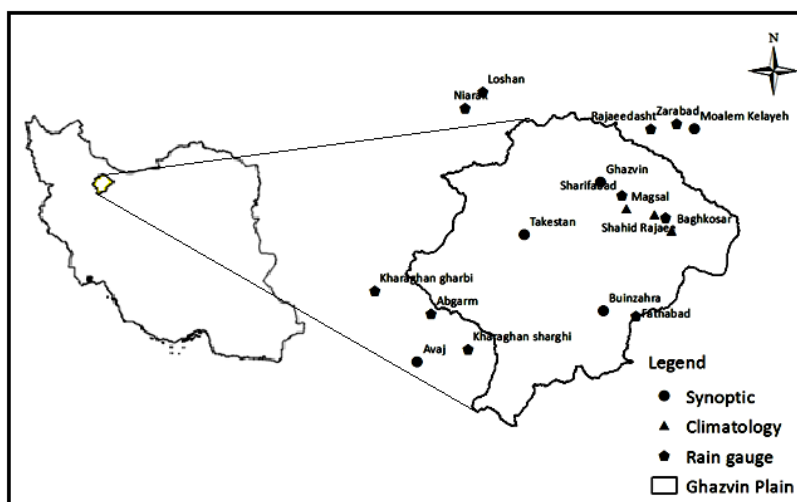 N
Loshan
Niarak
Zarabad
Rajaeedasht
Moalem Kelayeh
Ghazvin
Sharifabad
Magsal
Baghkosar
Shahid Rajaee
Takestan
Kharaghan gharbi
Abgarm
Buinzahra
Fathabad
Kharaghan sharghi
Avaj
Legend
Synoptic
Climatology
Rain gauge
Ghazvin Plain